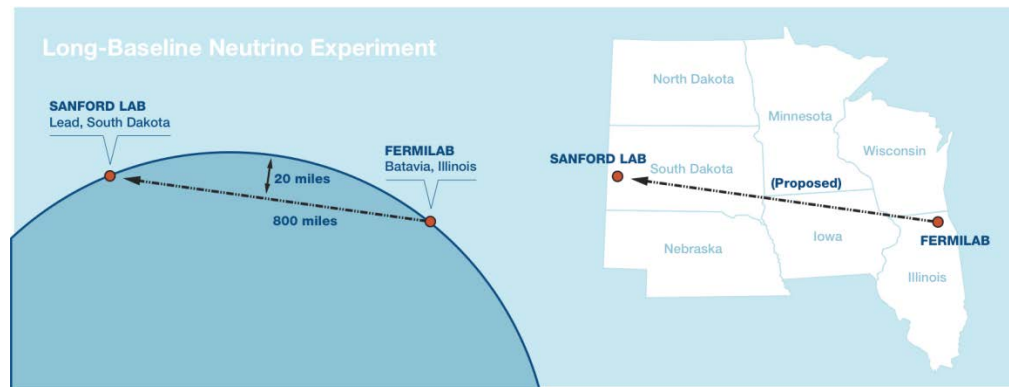 Long-Baseline Neutrino Experiment
SANFORD LAB
Lead, South Dakota
FERMILAB
Batavia, Illinois
20 miles
800 miles
North Dakota
Minnesota
SANFORD LAB
South Dakota
Wisconsin
(Proposed)
Nebraska
Iowa
FERMILAB
Illinois